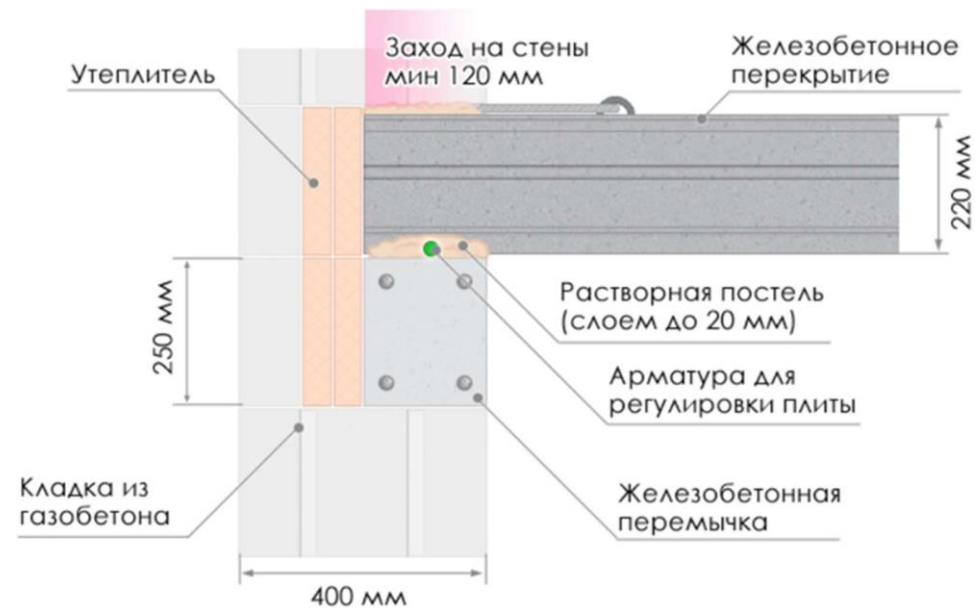 Заход на стены
мин 120 мм
Железобетонное
перекрытие
Утеплитель
220 мм
250 мм
Растворная постель
(слоем до 20 мм)
Арматура для
регулировки плиты
Кладка из
газобетона
Железобетонная
перемычка
400 мм